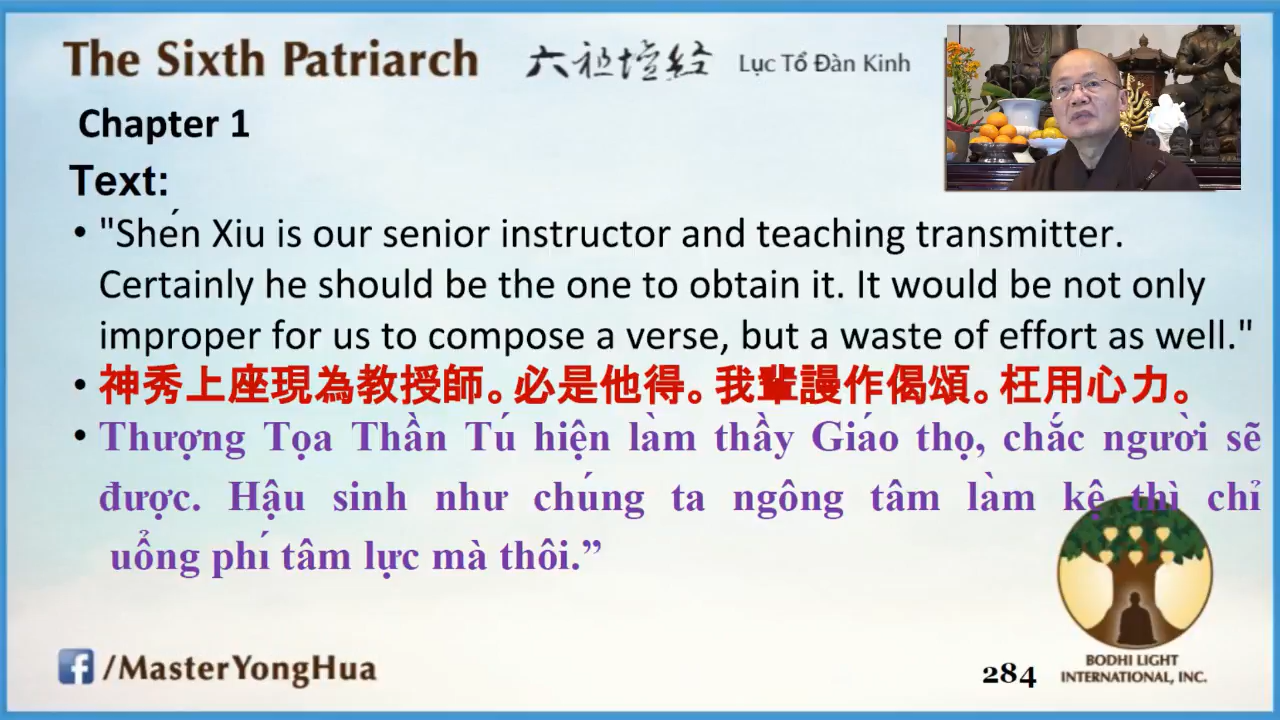 The Sixth Patriarch 六祖壇经 Lục Tổ Đàn Kinh
Chapter 1
Text:
• "Shén Xiu is our senior instructor and teaching transmitter.
Certainly he should be the one to obtain it. It would be not only
improper for us to compose a verse, but a waste of effort as well."
• 神秀上座現為教授師。必是他得。我輩謾作偈頌。枉用心力。
• Thượng Tọa Thần Tú hiện làm thầy Giáo thọ, chắc người sẽ
được. Hậu sinh như chúng ta ngông tâm làm kệ thì chỉ
uổng phí tâm lực mà thôi.”
f /MasterYongHua
284
BODHI LIGHT
INTERNATIONAL, INC.